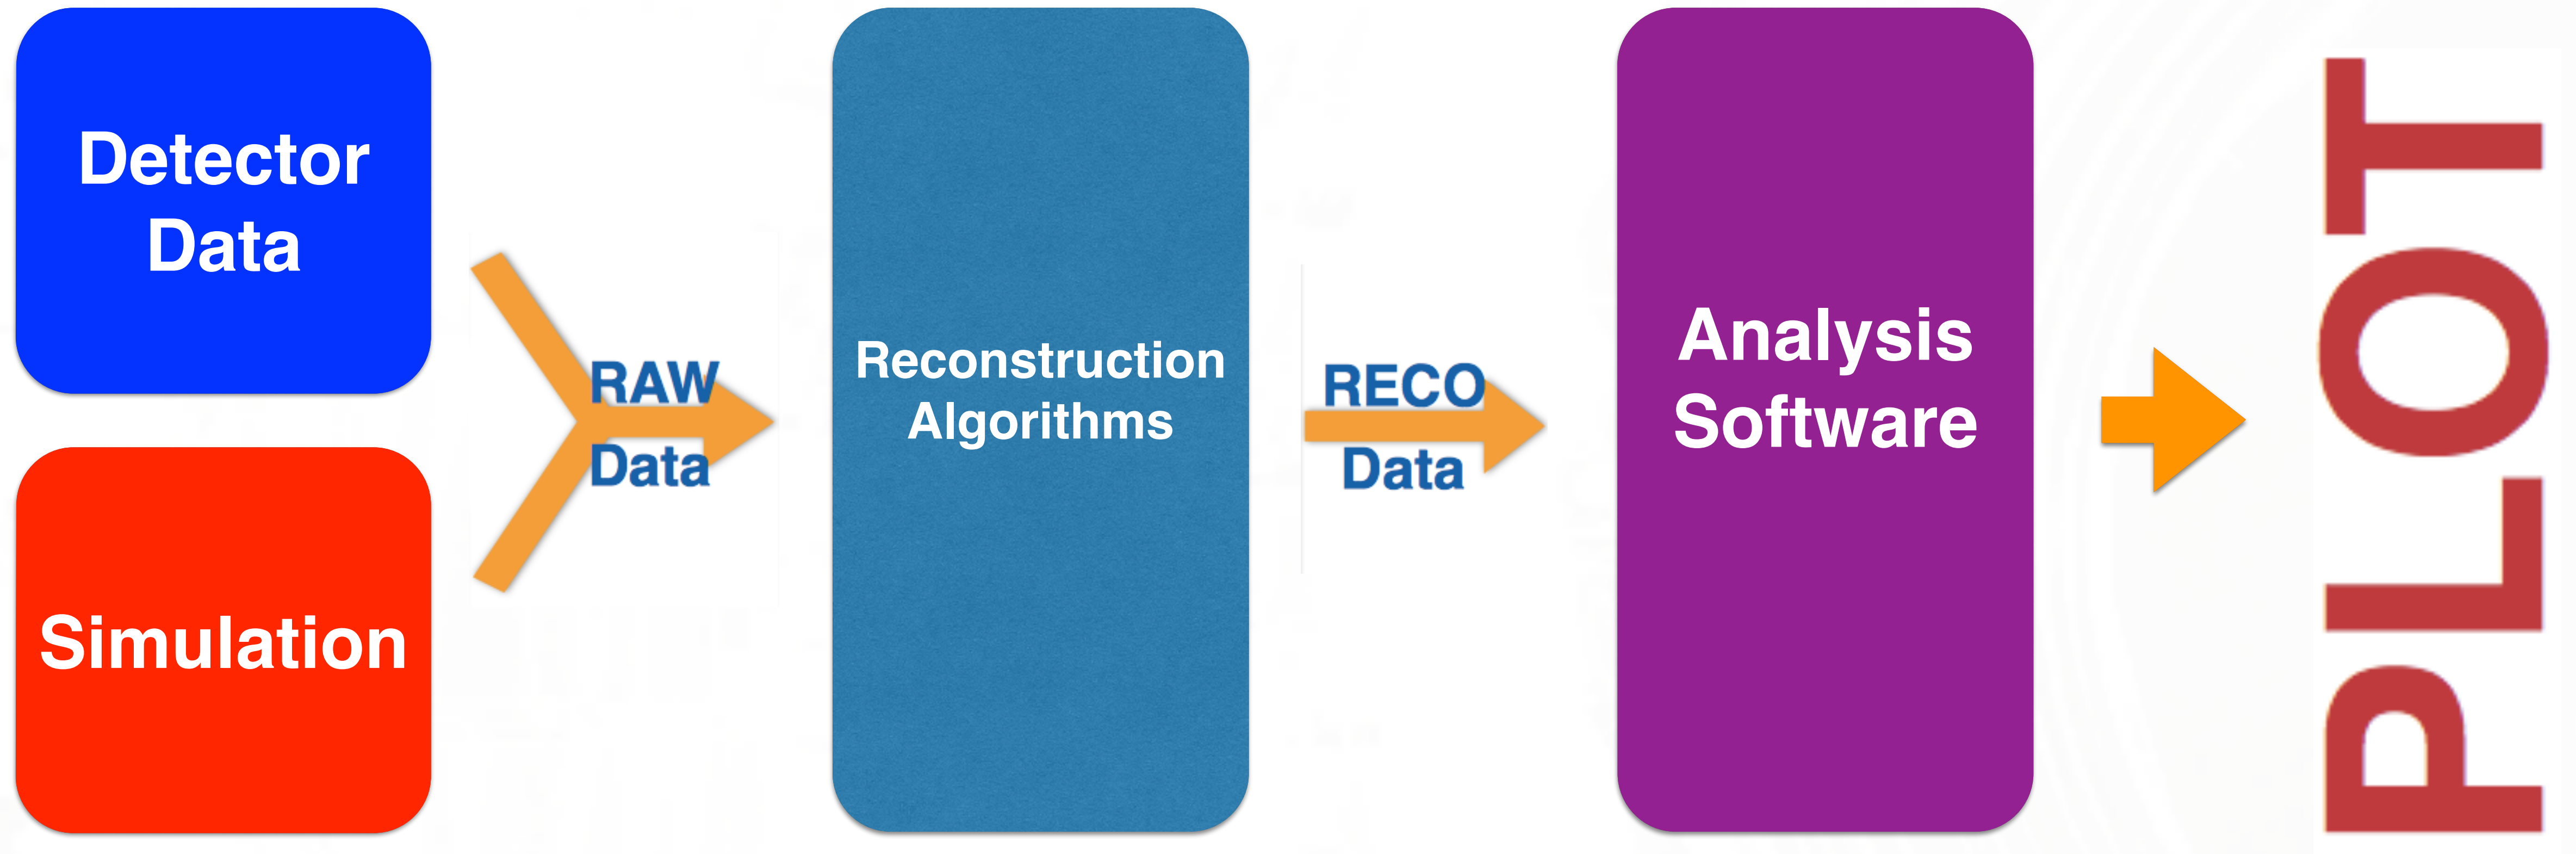 Detector
Data
Simulation
RAW
Data
Reconstruction
Algorithms
RECO
Data
Analysis
Software
PLOT